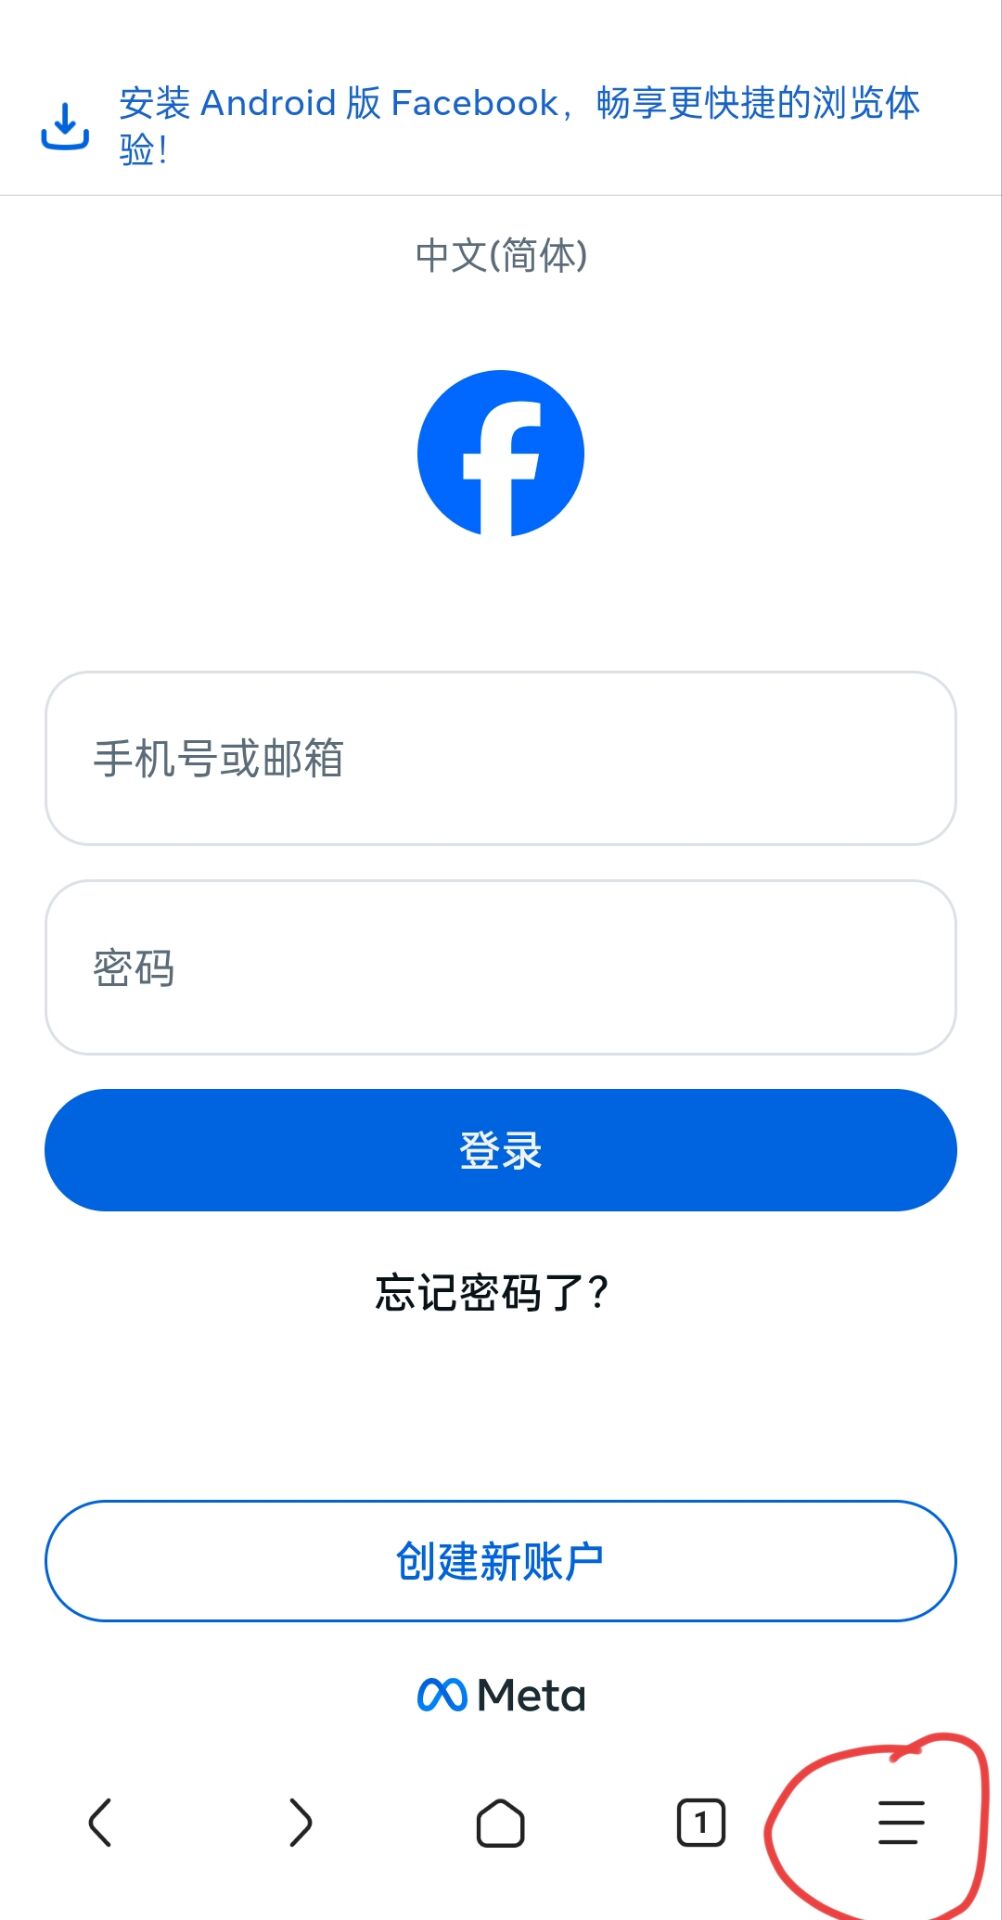 安装 Android 版 Facebook，畅享更快捷的浏览体
验！
中文(简体)
手机号或邮箱
密码
登录
忘记密码了？
创建新账户
Meta
1